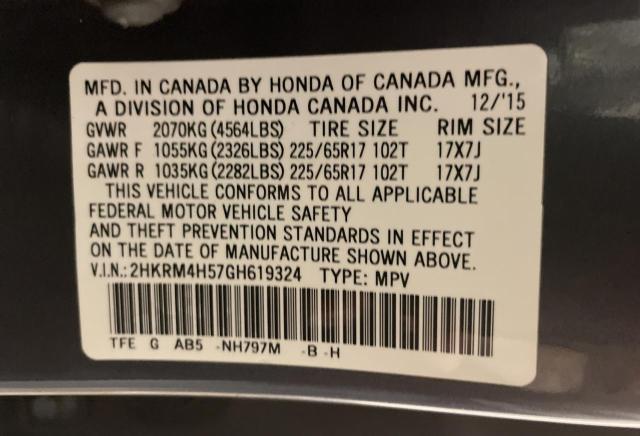 MFD. IN CANADA BY HONDA OF CANADA MFG.,
A DIVISION OF HONDA CANADA INC. 12/'15
GVWR 2070KG(4564LBS) TIRE SIZE RIM SIZE
GAWR F 1055KG(2326LBS) 225/65R17 102T 17X7J
GAWR R 1035KG(2282LBS) 225/65R17 102T 17X7J
THIS VEHICLE CONFORMS TO ALL APPLICABLE
FEDERAL MOTOR VEHICLE SAFETY
AND THEFT PREVENTION STANDARDS IN EFFECT
ON THE DATE OF MANUFACTURE SHOWN ABOVE.
V.I.N.:2HKRM4H57GH619324 TYPE: MPV
TFE G AB5 -NH797M -B -H